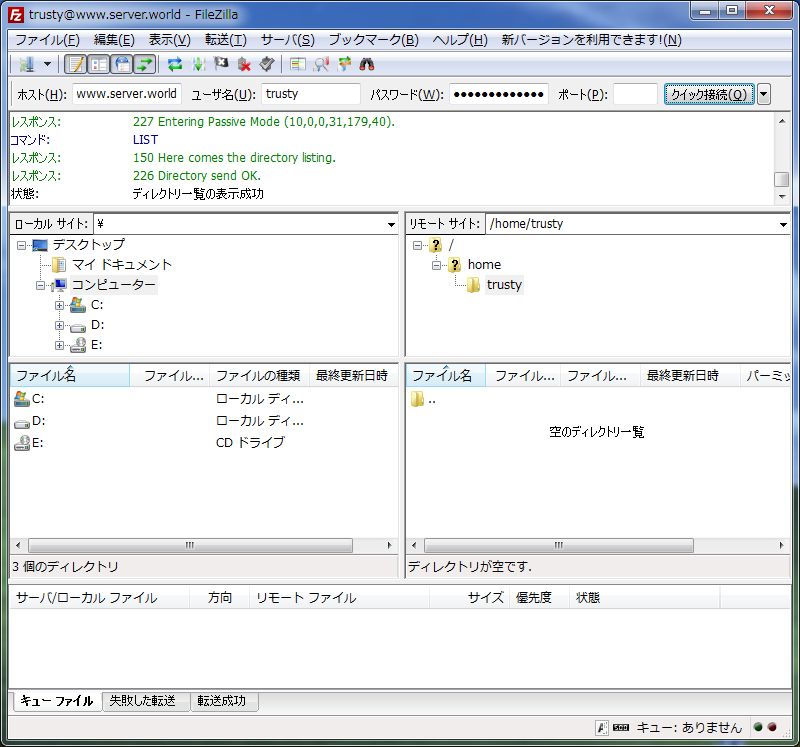 trusty@www.server.world - FileZilla
ファイル(F) 編集(E) 表示(V) 転送(T) サーバ(S) ブックマーク(B) ヘルプ(H) 新バージョンを利用できます!(N)
ホスト(H): www.server.world ユーザ名(U): trusty パスワード(W): ●●●●●●●●●●●●● ポート(P): クイック接続(Q)
レスポンス: 227 Entering Passive Mode (10,0,0,31,179,40).
コマンド: LIST
レスポンス: 150 Here comes the directory listing.
レスポンス: 226 Directory send OK.
状態: ディレクトリ一覧の表示成功
ローカル サイト: ¥
デスクトップ
マイ ドキュメント
コンピューター
C:
D:
E:
リモート サイト: /home/trusty
/
home
trusty
ファイル名 ファイル... ファイルの種類 最終更新日時
C: ローカル ディ...
D: ローカル ディ...
E: CD ドライブ
3 個のディレクトリ
ファイル名 ファイル... ファイル... 最終更新日時 パーミッ
..
空のディレクトリ一覧
ディレクトリが空です.
サーバ/ローカル ファイル 方向 リモート ファイル サイズ 優先度 状態
キュー ファイル 失敗した転送 転送成功
キュー: ありません